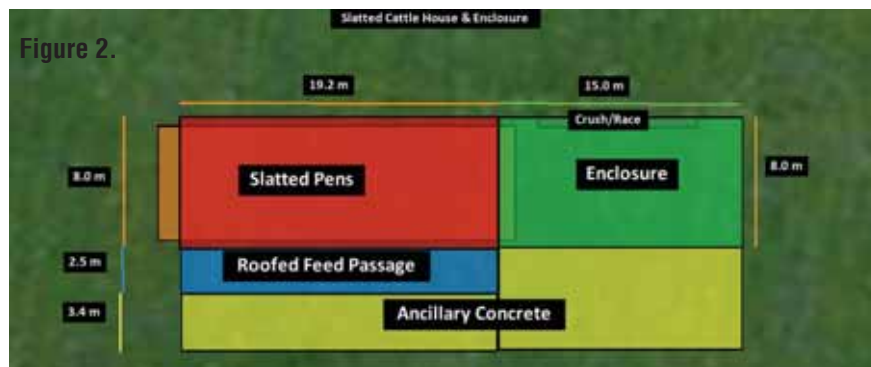 Slatted Cattle House & Enclosure
Figure 2.
19.2 m
15.0 m
Crush/Race
8.0 m
Slatted Pens
Enclosure
8.0 m
2.5 m
Roofed Feed Passage
3.4 m
Ancillary Concrete